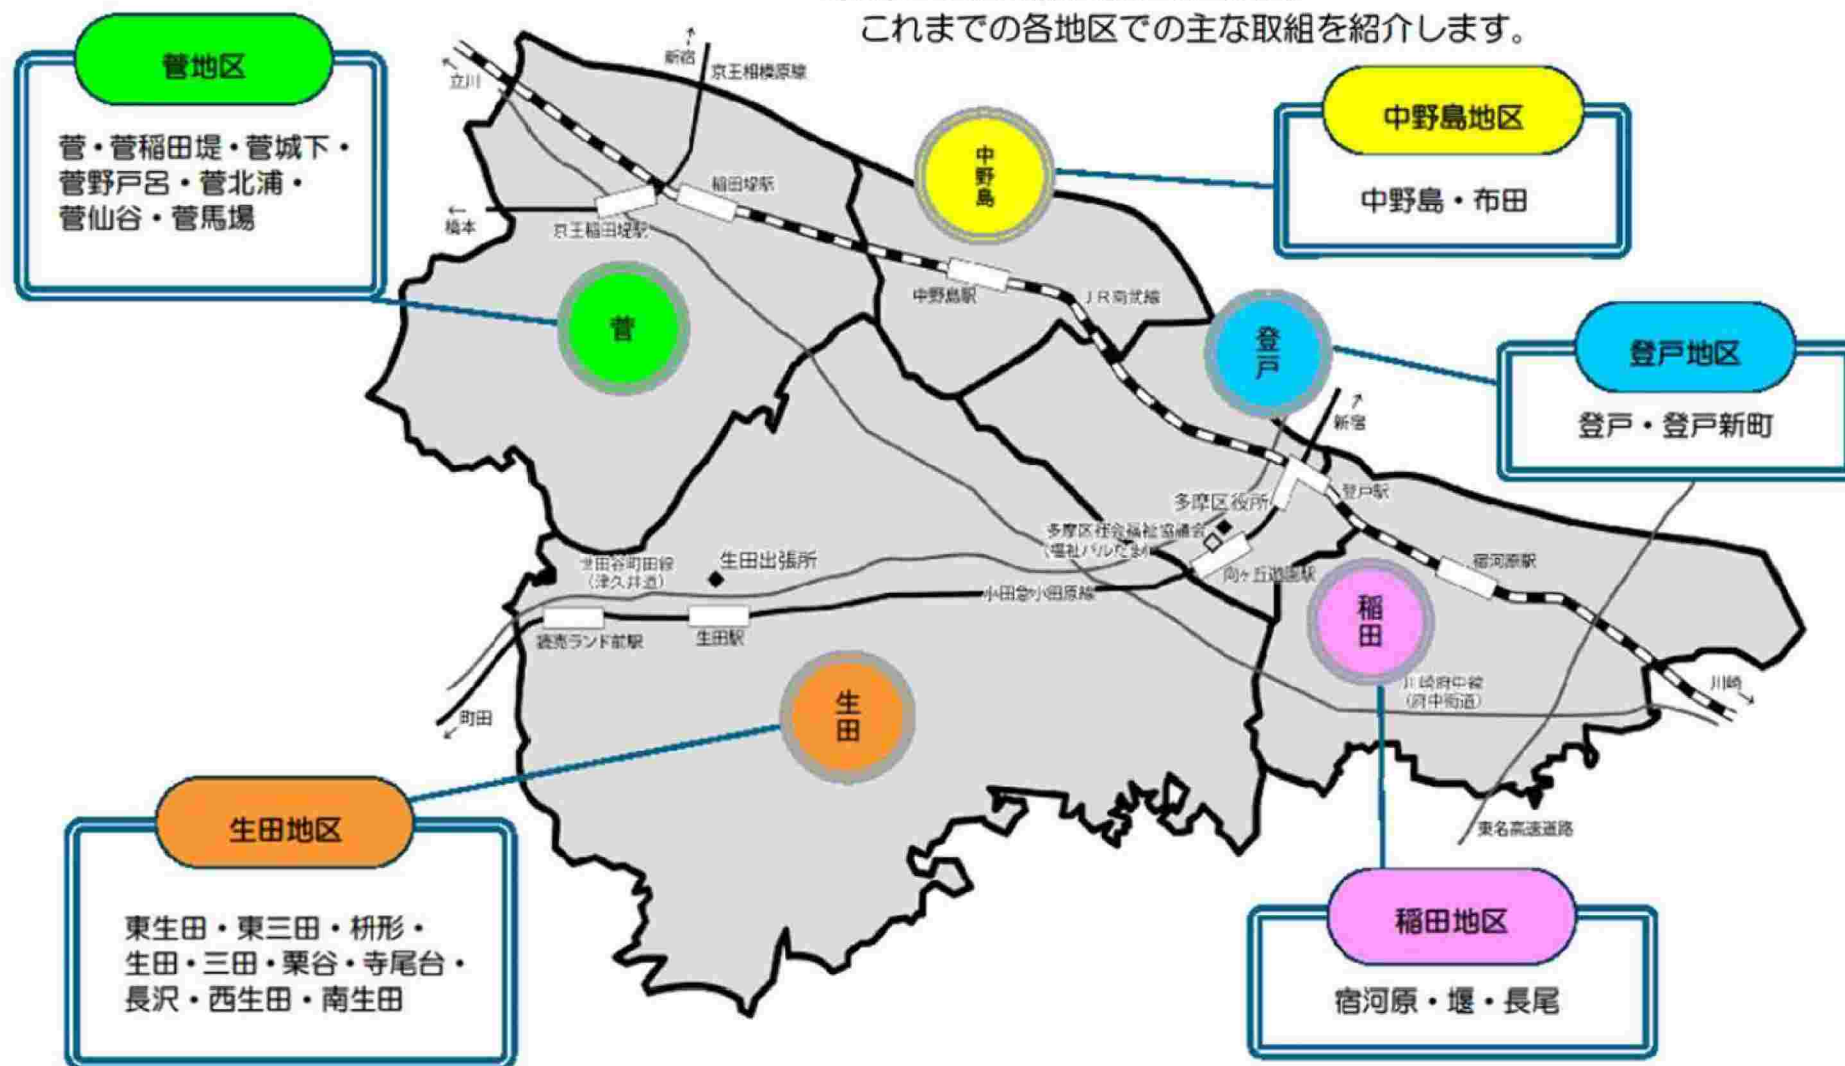 これまでの各地区での主な取組を紹介します。
菅地区
菅・菅稲田堤・菅城下・
菅野戸呂・菅北浦・
菅仙谷・菅馬場
中野島地区
中野島・布田
登戸地区
登戸・登戸新町
稲田地区
宿河原・堰・長尾
生田地区
東生田・東三田・枡形・
生田・三田・栗谷・寺尾台・
長沢・西生田・南生田
立川
新宿
京王相模原線
稲田堤駅
橋本
京王稲田堤駅
中野島
中野島駅
JR南武線
菅
登戸
新宿
登戸駅
多摩区役所
多摩区社会福祉協議会
(福祉パルたま)
向ヶ丘遊園駅
宿河原駅
稲田
川崎府中線
(府中街道)
川崎
東名高速道路
世田谷町田線
(津久井道)
生田出張所
小田急小田原線
読売ランド前駅
生田駅
生田
町田